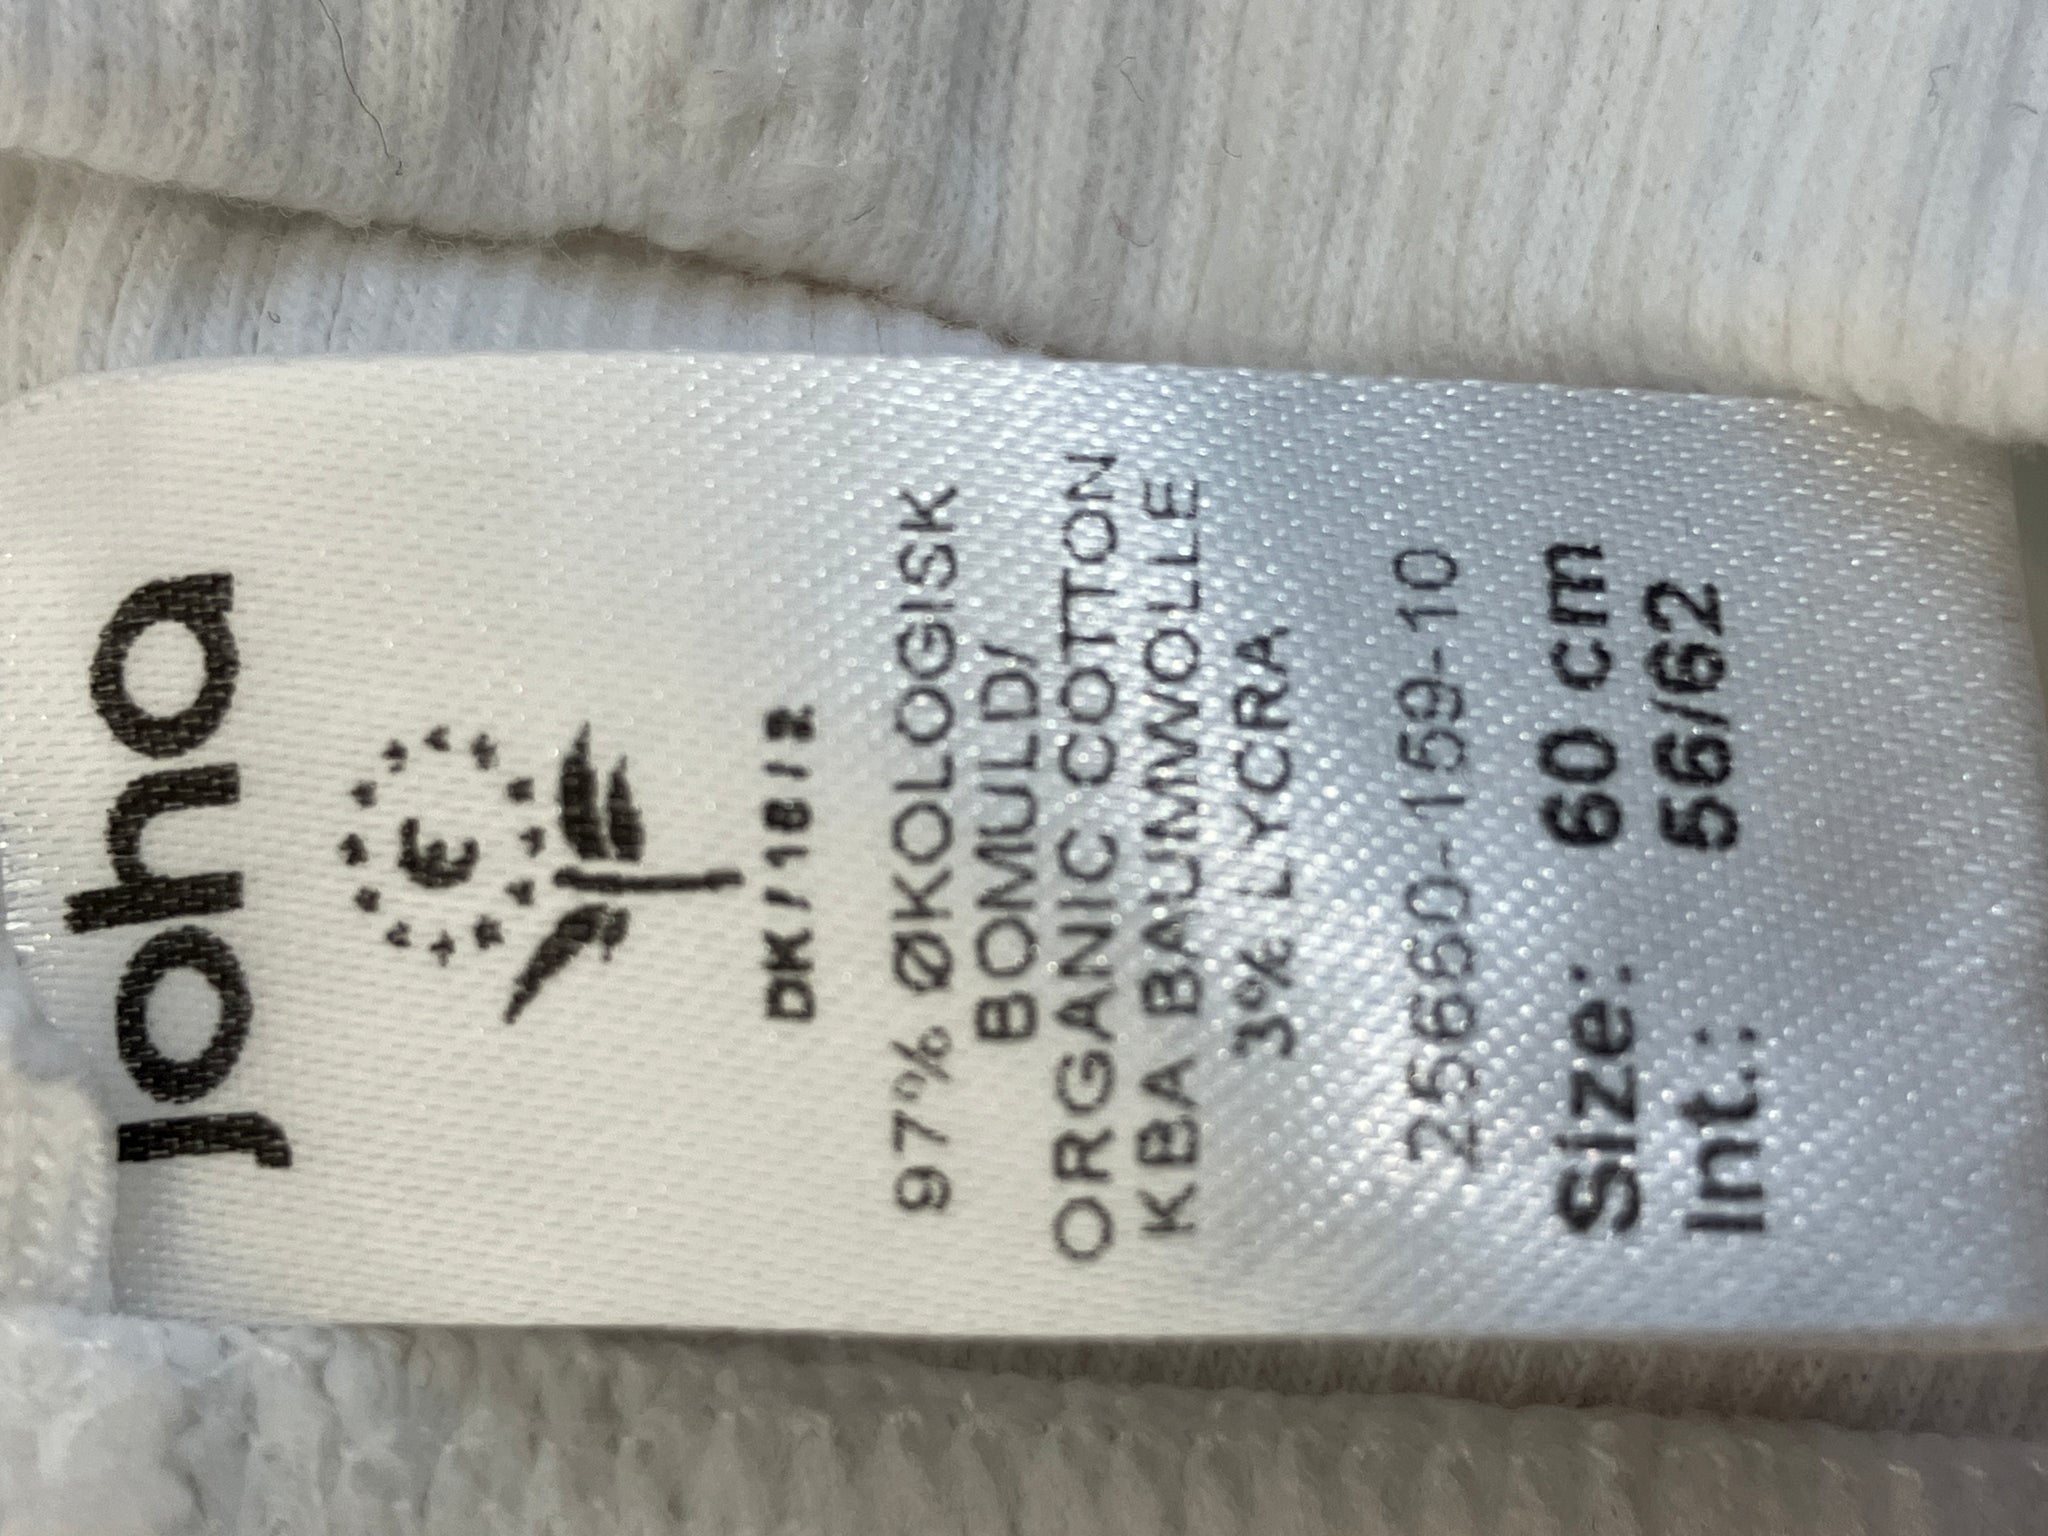 joha
DK/18/2
97% ØKOLOGISK
BOMULD/
ORGANIC COTTON
KBA BAUMWOLLE
3% LYCRA
25660-159-10
Size: 60 cm
Int.: 56/62